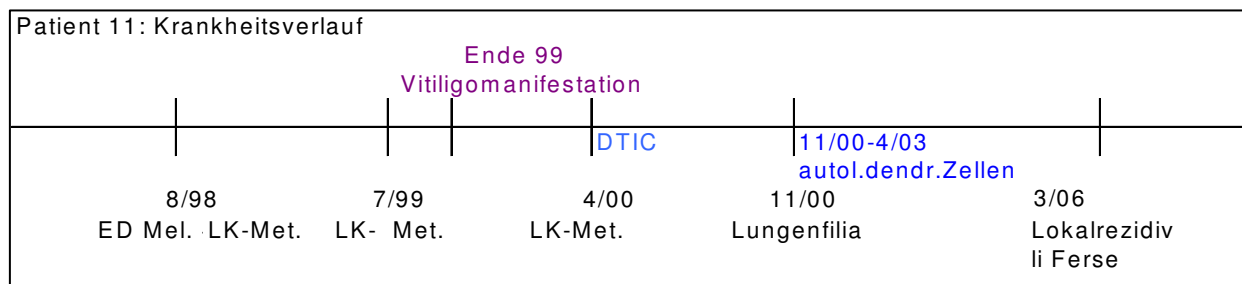 Patient 11: Krankheitsverlauf
Ende 99
Vitiligomanifestation
DTIC
11/00-4/03
autol.dendr.Zellen
8/98
ED Mel. LK-Met.
7/99
LK- Met.
4/00
LK-Met.
11/00
Lungenfilia
3/06
Lokalrezidiv
li Ferse